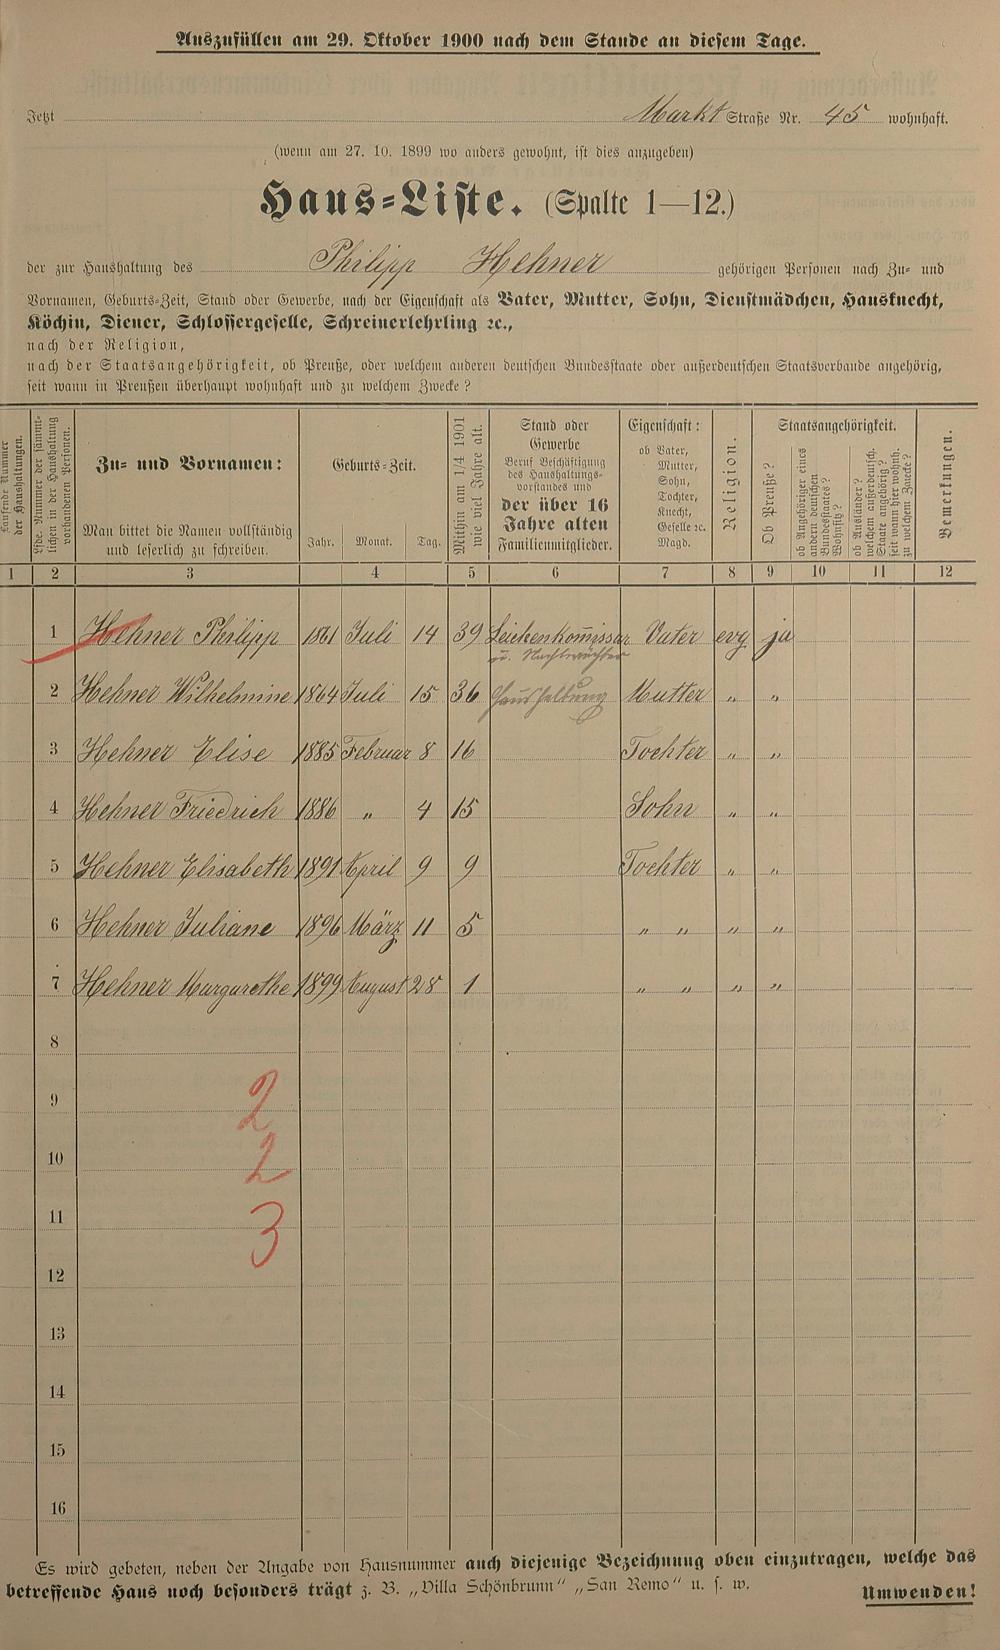 Auszufüllen am 29. Oktober 1900 nach dem Stande an diesem Tage.
Jetzt Markt Straße Nr. 45 wohnhaft.
(wenn am 27. 10. 1899 wo anders gewohnt, ist dies anzugeben)
Haus-Liste. (Spalte 1—12.)
der zur Haushaltung des Philipp Hehner gehörigen Personen nach Zu- und
Vornamen, Geburts-Zeit, Stand oder Gewerbe, nach der Eigenschaft als Vater, Mutter, Sohn, Dienstmädchen, Hausknecht,
Köchin, Diener, Schlossergeselle, Schreinerlehrling ꝛc.,
nach der Religion,
nach der Staatsangehörigkeit, ob Preuße, oder welchem anderen deutschen Bundesstaate oder außerdeutschen Staatsverbande angehörig,
seit wann in Preußen überhaupt wohnhaft und zu welchem Zwecke?
Laufende Nummer
der Haushaltungen.
Lfde. Nummer der sämmt-
lichen in der Haushaltung
vorhandenen Personen.
Zu- und Vornamen:
Man bittet die Namen vollständig
und leserlich zu schreiben.
Geburts-Zeit.
Jahr. Monat. Tag.
Mithin am 1/4 1901
wie viel Jahre alt.
Stand oder
Gewerbe
Beruf Beschäftigung
des Haushaltungs-
vorstandes und
der über 16
Jahre alten
Familienmitglieder.
Eigenschaft:
ob Vater,
Mutter,
Sohn,
Tochter,
Knecht,
Geselle ꝛc.
Magd.
Religion.
Staatsangehörigkeit.
Ob Preuße?
ob Angehöriger eines
andern deutschen
Bundesstaates?
Wohnsitz?
ob Ausländer?
welchem außerdeutsch.
Staate angehörig?
seit wann hier wohnh.
zu welchem Zwecke?
Bemerkungen.
1 2 3 4 5 6 7 8 9 10 11 12
1 Hehner Philipp 1861 Juli 14 39 Leichenkom̅issar Vater evg ja
u. Nachtwächter
2 Hehner Wilhelmine 1864 Juli 15 36 Haushaltung Mutter " "
3 Hehner Elise 1885 Februar 8 16 Tochter " "
4 Hehner Friedrich 1886 " 4 15 Sohn " "
5 Hehner Elisabeth 1891 April 9 9 Tochter " "
6 Hehner Juliane 1896 März 11 5 " " " "
7 Hehner Margarethe 1899 August 28 1 " " " "
8
9 2
10 2
11 3
12
13
14
15
16
Es wird gebeten, neben der Angabe von Hausnummer auch diejenige Bezeichnung oben einzutragen, welche das
betreffende Haus noch besonders trägt z. B. „Villa Schönbrunn" „San Remo" u. s. w. Umwenden!